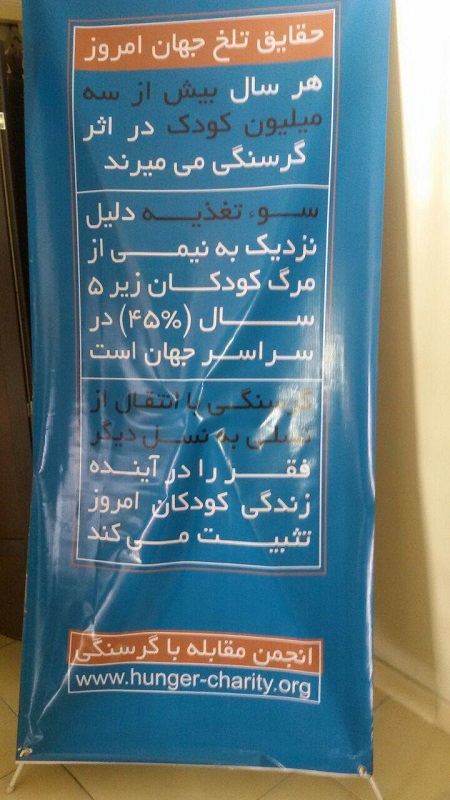 حقایق تلخ جهان امروز
هر سال بیش از سه
میلیون کودک در اثر
گرسنگی می میرند
سوء تغذیه دلیل
نزدیک به نیمی از
مرگ کودکان زیر ۵
سال (۴۵%) در
سراسر جهان است
گرسنگی با انتقال از
نسلی به نسل دیگر
فقر را در آینده
زندگی کودکان امروز
تثبیت می کند
انجمن مقابله با گرسنگی
www.hunger-charity.org